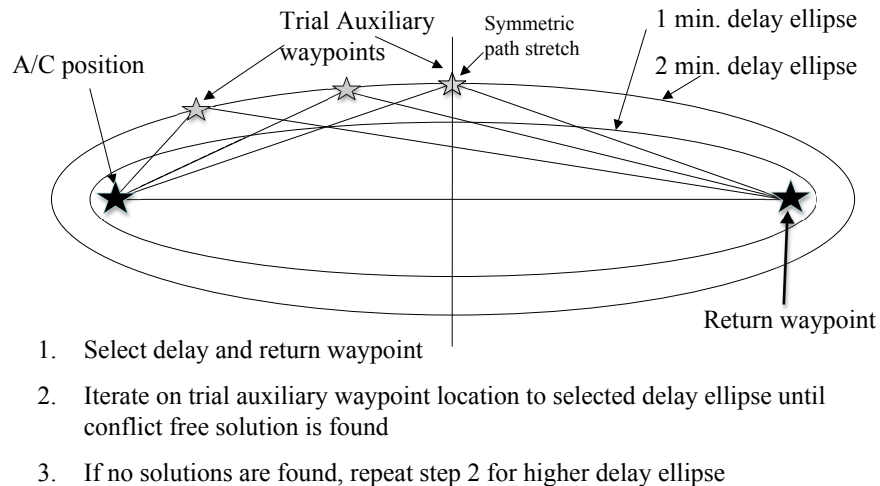 Trial Auxiliary
waypoints
Symmetric
path stretch
1 min. delay ellipse
2 min. delay ellipse
A/C position
Return waypoint
1. Select delay and return waypoint
2. Iterate on trial auxiliary waypoint location to selected delay ellipse until
conflict free solution is found
3. If no solutions are found, repeat step 2 for higher delay ellipse